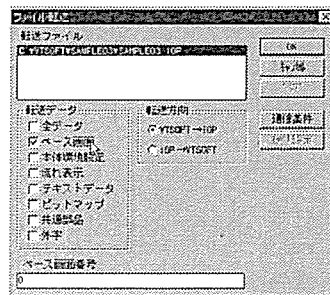 ファイル転送
転送ファイル
C:¥VTSOFT¥SAMPLE03¥SAMPLE03.IOP
OK
キャンセル
転送データ
全データ
ベース画面
本体環境設定
流れ表示
テキストデータ
ビットマップ
共通部品
外字
転送方向
VTSOFT→IOP
IOP→VTSOFT
通信条件
ベース画面番号
0